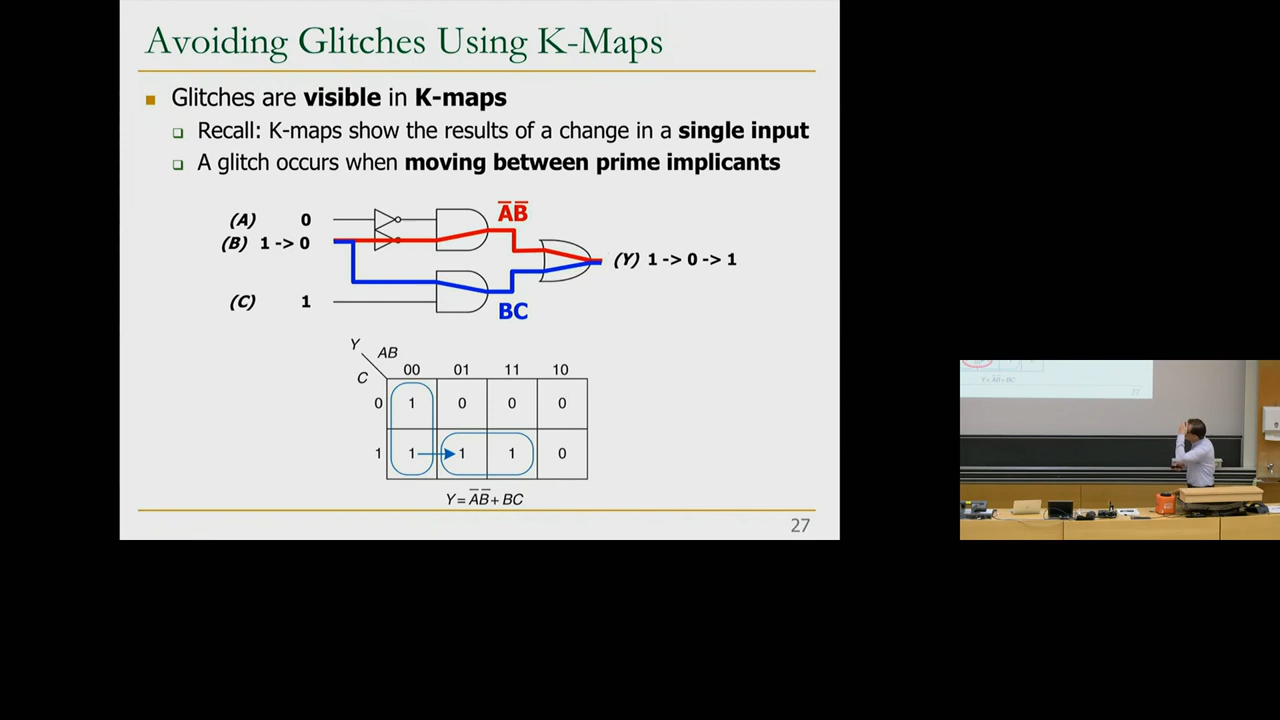 Avoiding Glitches Using K-Maps
Glitches are visible in K-maps
Recall: K-maps show the results of a change in a single input
A glitch occurs when moving between prime implicants
(A) 0
A̅B̅
(B) 1 -> 0
(Y) 1 -> 0 -> 1
(C) 1
BC
Y
AB
C
00 01 11 10
0 1 0 0 0
1 1 1 1 0
Y = A̅B̅ + BC
27
Y = A̅B̅ + BC
27